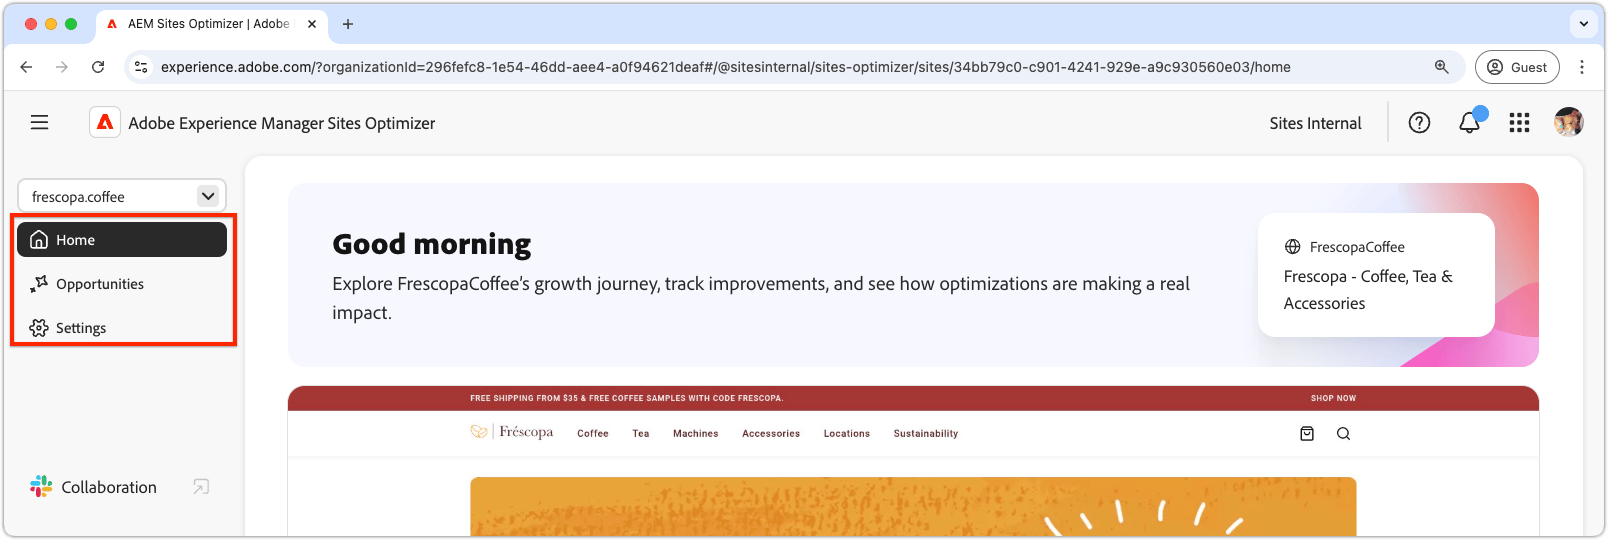 AEM Sites Optimizer | Adobe
experience.adobe.com/?organizationId=296fefc8-1e54-46dd-aee4-a0f94621deaf#/@sitesinternal/sites-optimizer/sites/34bb79c0-c901-4241-929e-a9c930560e03/home
Guest
Adobe Experience Manager Sites Optimizer
Sites Internal
frescopa.coffee
Home
Opportunities
Settings
Collaboration
Good morning
Explore FrescopaCoffee’s growth journey, track improvements, and see how optimizations are making a real
impact.
FrescopaCoffee
Frescopa - Coffee, Tea &
Accessories
FREE SHIPPING FROM $35 & FREE COFFEE SAMPLES WITH CODE FRESCOPA.
SHOP NOW
Fréscopa
Coffee Tea Machines Accessories Locations Sustainability